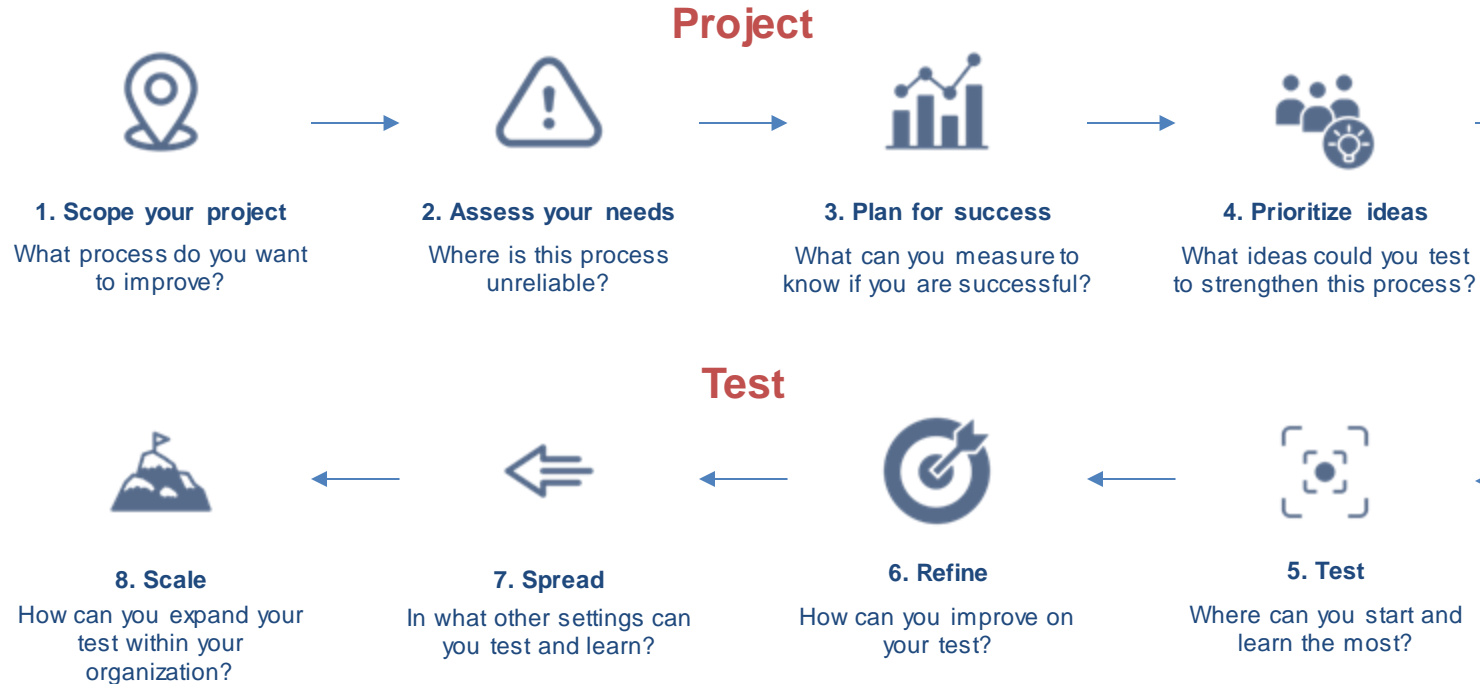 Project
1. Scope your project
What process do you want
to improve?
2. Assess your needs
Where is this process
unreliable?
3. Plan for success
What can you measure to
know if you are successful?
4. Prioritize ideas
What ideas could you test
to strengthen this process?
Test
8. Scale
How can you expand your
test within your
organization?
7. Spread
In what other settings can
you test and learn?
6. Refine
How can you improve on
your test?
5. Test
Where can you start and
learn the most?